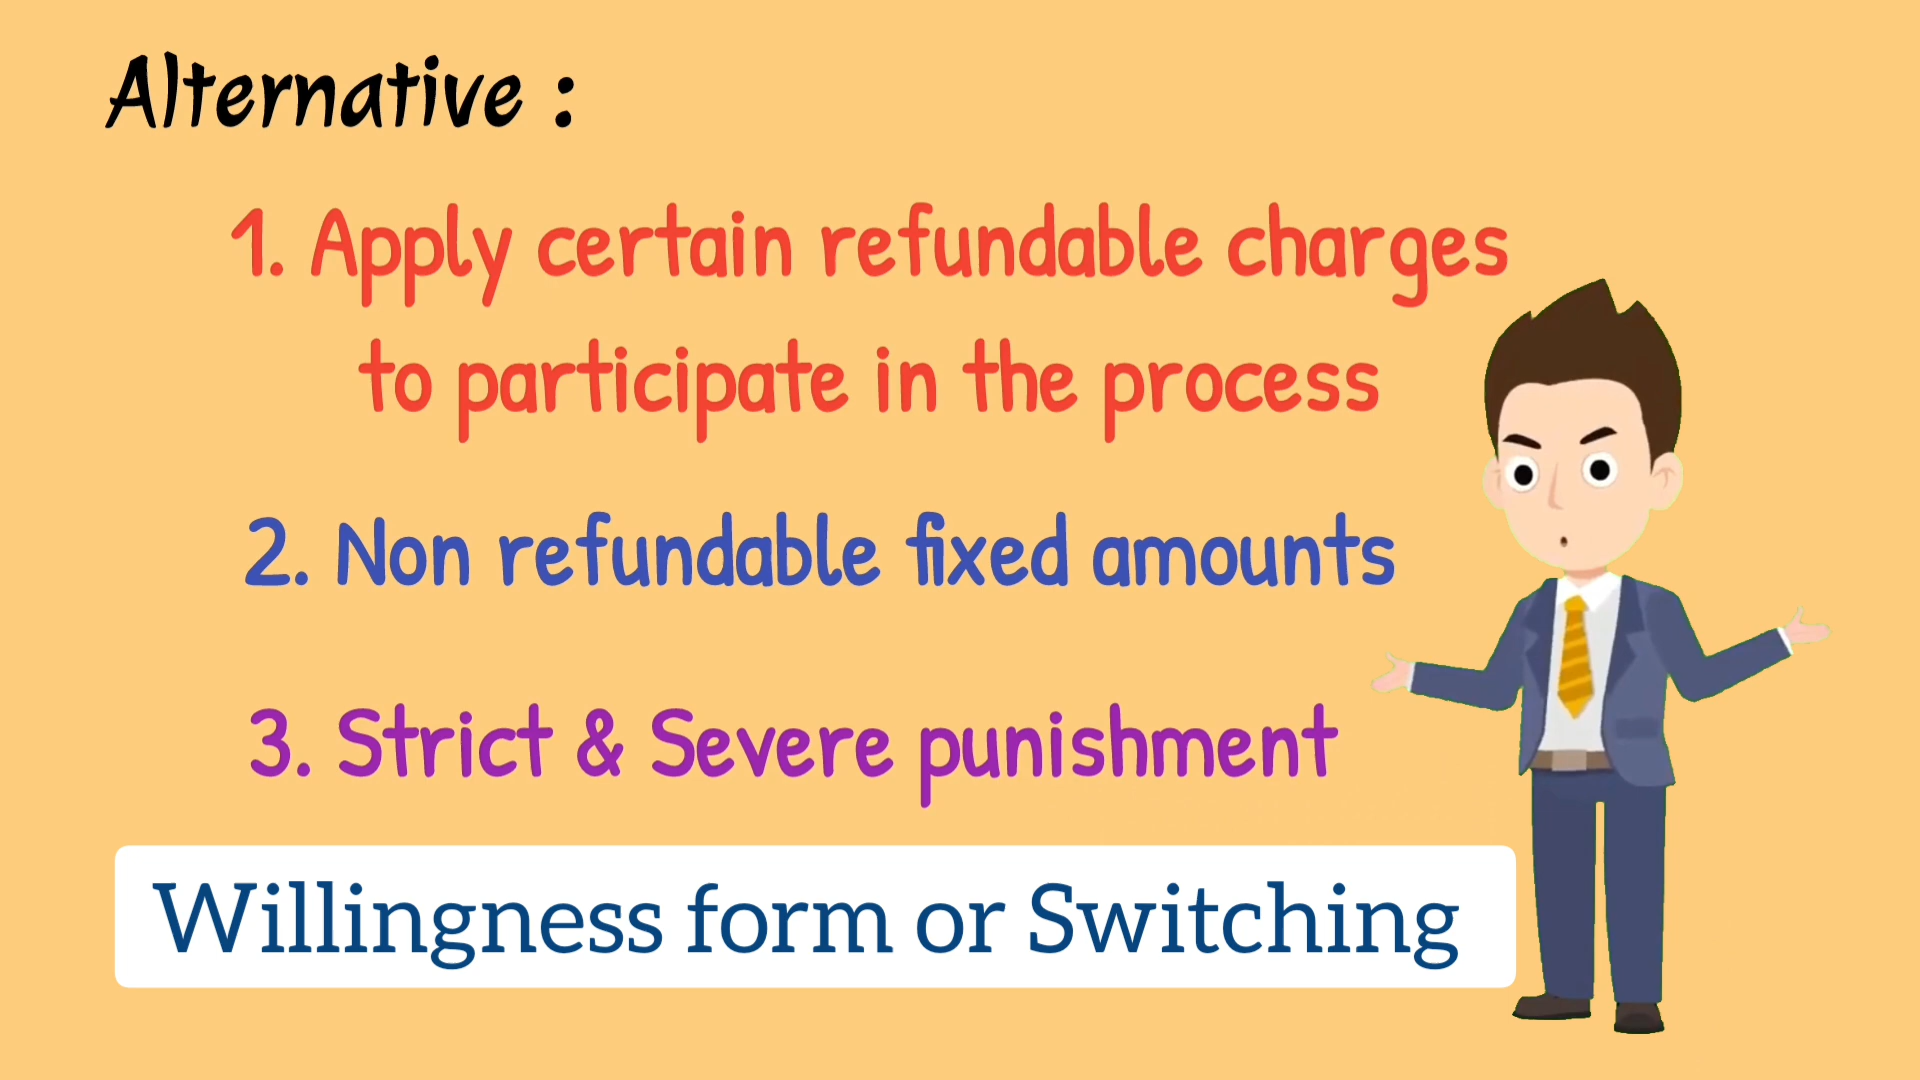 Alternative :
1. Apply certain refundable charges
to participate in the process
2. Non refundable fixed amounts
3. Strict & Severe punishment
Willingness form or Switching